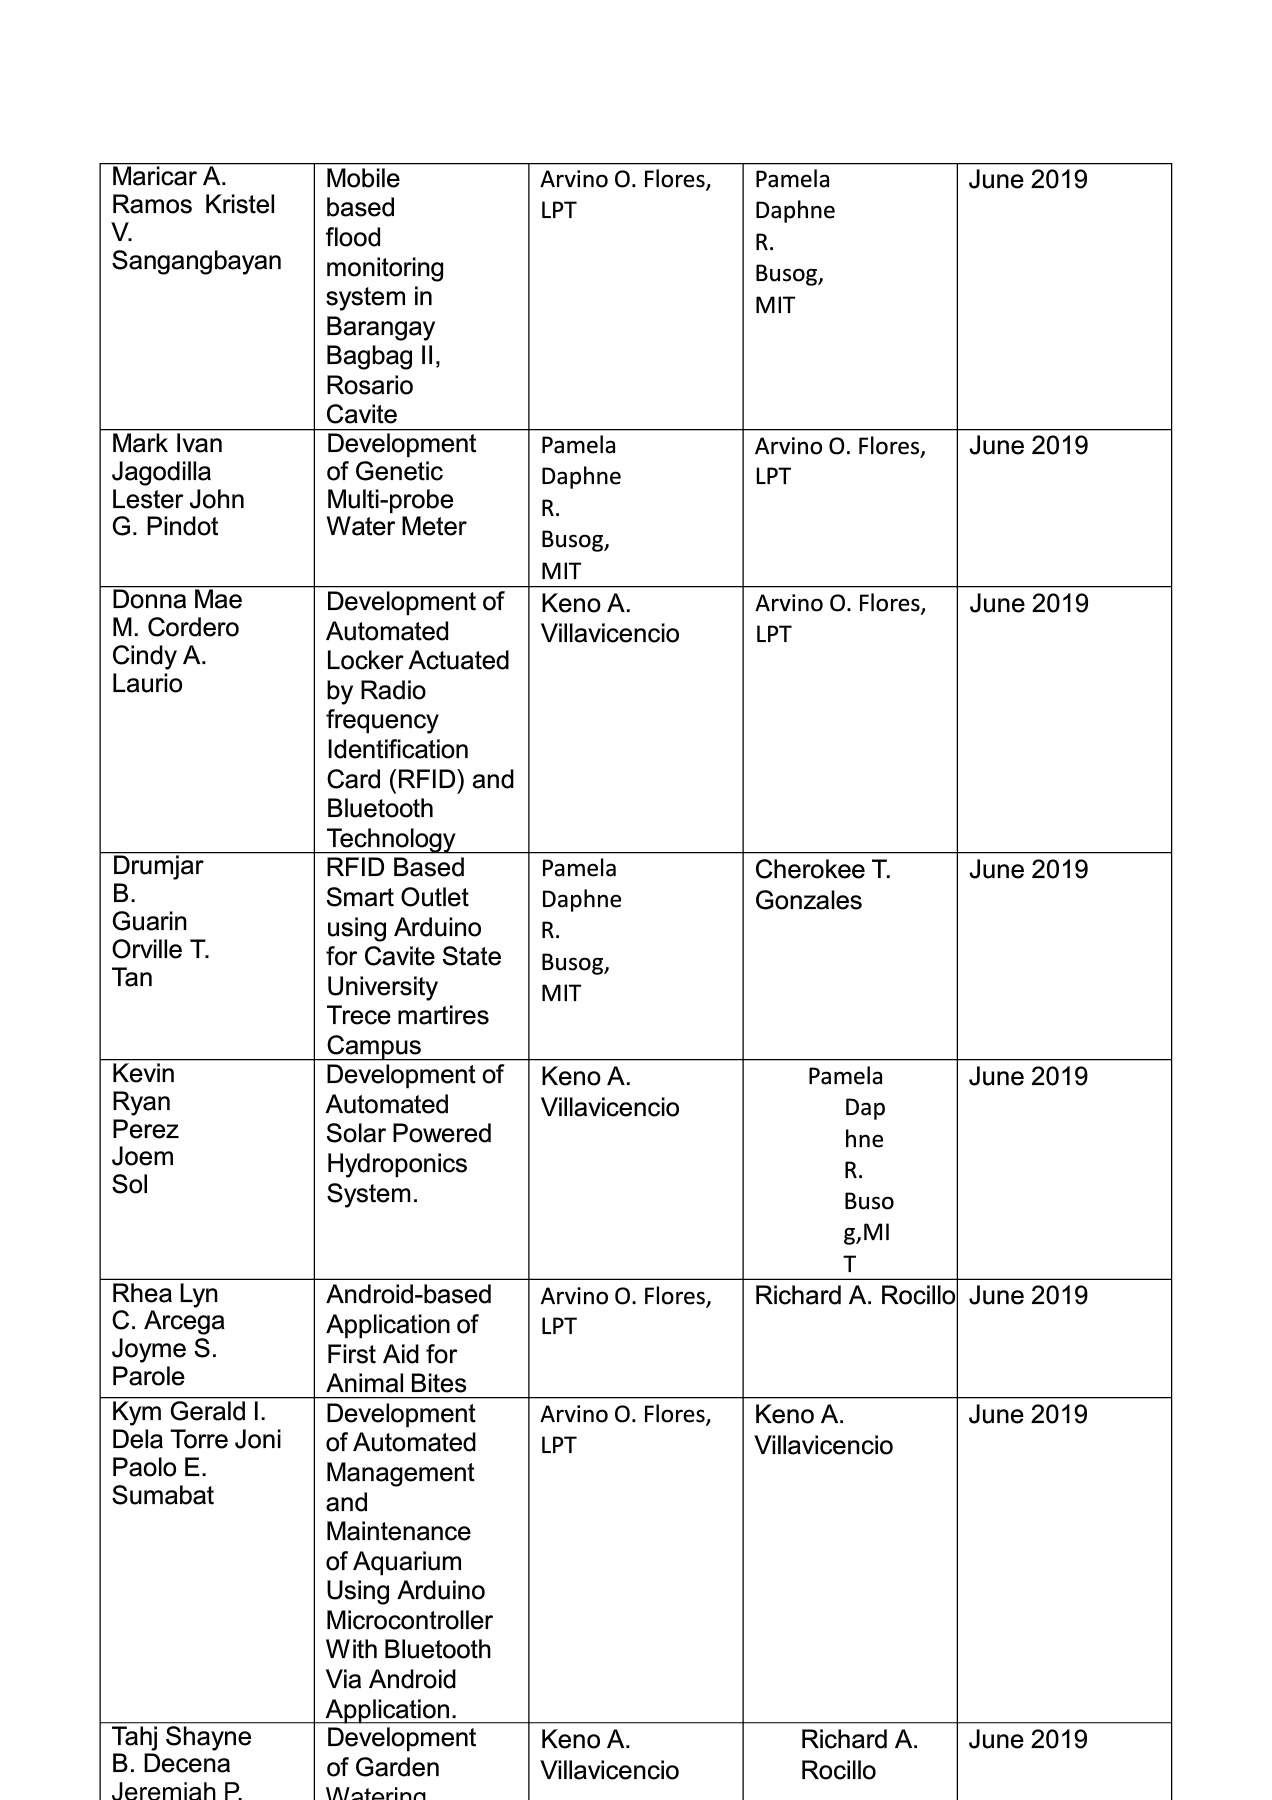 Maricar A.
Ramos Kristel
V.
Sangangbayan
Mobile
based
flood
monitoring
system in
Barangay
Bagbag II,
Rosario
Cavite
Arvino O. Flores,
LPT
Pamela
Daphne
R.
Busog,
MIT
June 2019
Mark Ivan
Jagodilla
Lester John
G. Pindot
Development
of Genetic
Multi-probe
Water Meter
Pamela
Daphne
R.
Busog,
MIT
Arvino O. Flores,
LPT
June 2019
Donna Mae
M. Cordero
Cindy A.
Laurio
Development of
Automated
Locker Actuated
by Radio
frequency
Identification
Card (RFID) and
Bluetooth
Technology
Keno A.
Villavicencio
Arvino O. Flores,
LPT
June 2019
Drumjar
B.
Guarin
Orville T.
Tan
RFID Based
Smart Outlet
using Arduino
for Cavite State
University
Trece martires
Campus
Pamela
Daphne
R.
Busog,
MIT
Cherokee T.
Gonzales
June 2019
Kevin
Ryan
Perez
Joem
Sol
Development of
Automated
Solar Powered
Hydroponics
System.
Keno A.
Villavicencio
Pamela
Dap
hne
R.
Buso
g,MI
T
June 2019
Rhea Lyn
C. Arcega
Joyme S.
Parole
Android-based
Application of
First Aid for
Animal Bites
Arvino O. Flores,
LPT
Richard A. Rocillo
June 2019
Kym Gerald I.
Dela Torre Joni
Paolo E.
Sumabat
Development
of Automated
Management
and
Maintenance
of Aquarium
Using Arduino
Microcontroller
With Bluetooth
Via Android
Application.
Arvino O. Flores,
LPT
Keno A.
Villavicencio
June 2019
Tahj Shayne
B. Decena
Jeremiah P.
Development
of Garden
Watering
Keno A.
Villavicencio
Richard A.
Rocillo
June 2019